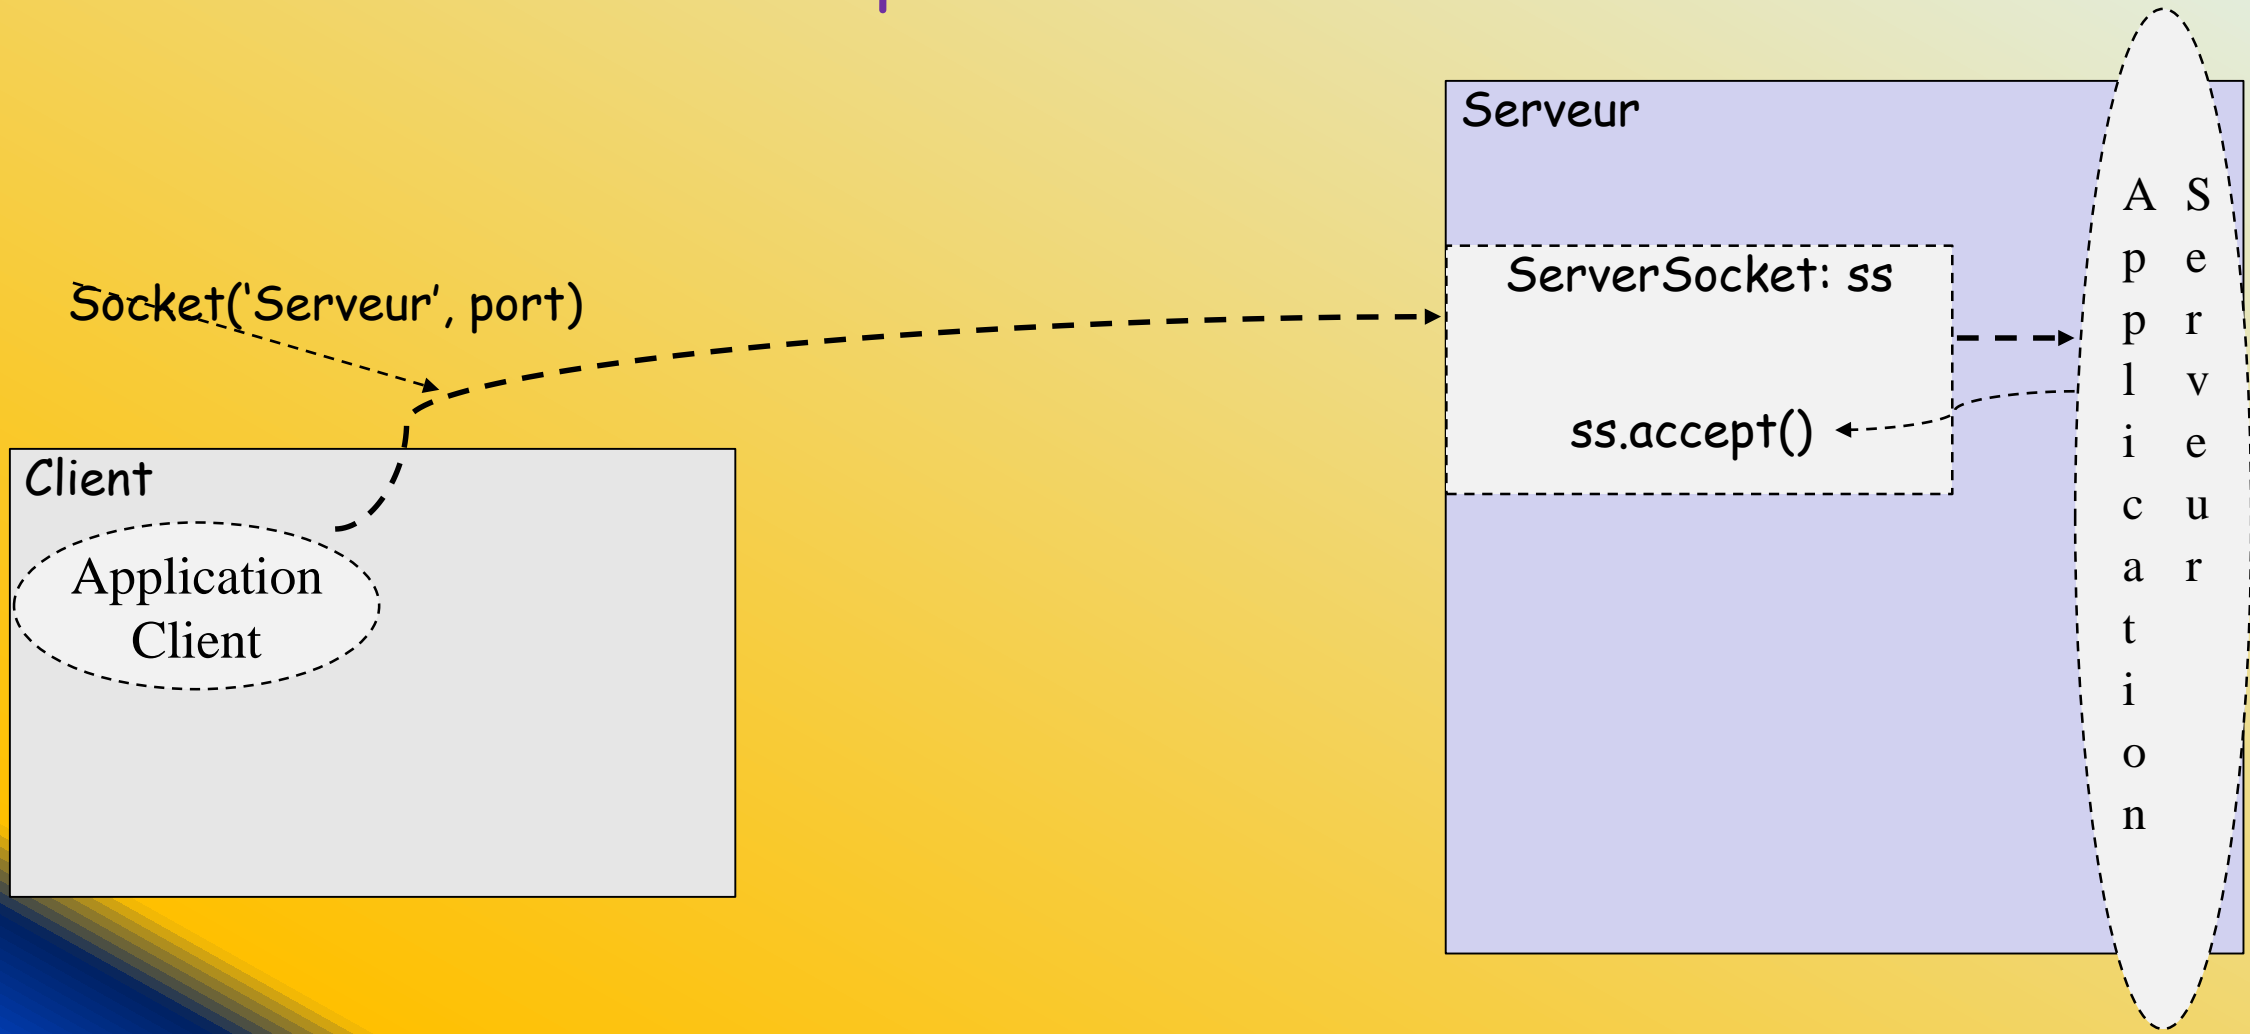 Serveur
Application
Serveur
ServerSocket: ss
Socket(‘Serveur’, port)
ss.accept()
Client
Application
Client